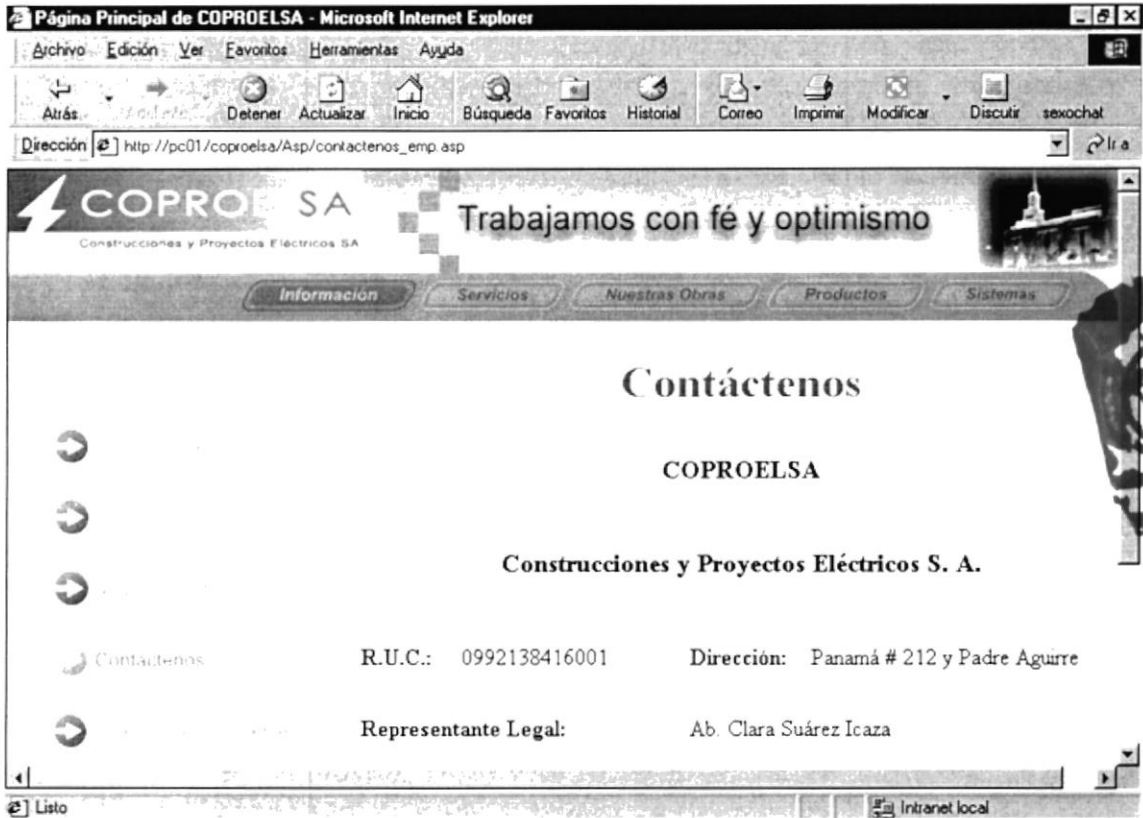 Página Principal de COPROELSA - Microsoft Internet Explorer
Archivo Edición Ver Favoritos Herramientas Ayuda
Atrás Detener Actualizar Inicio Búsqueda Favoritos Historial Correo Imprimir Modificar Discutir sexochat
Dirección http://pc01/coproelsa/Asp/contactenos_emp.asp Ir a
COPROE SA
Construcciones y Proyectos Eléctricos SA
Trabajamos con fé y optimismo
Información Servicios Nuestras Obras Productos Sistemas
Contáctenos
COPROELSA
Construcciones y Proyectos Eléctricos S. A.
Contáctenos
R.U.C.: 0992138416001 Dirección: Panamá # 212 y Padre Aguirre
Representante Legal: Ab. Clara Suárez Icaza
Listo Intranet local